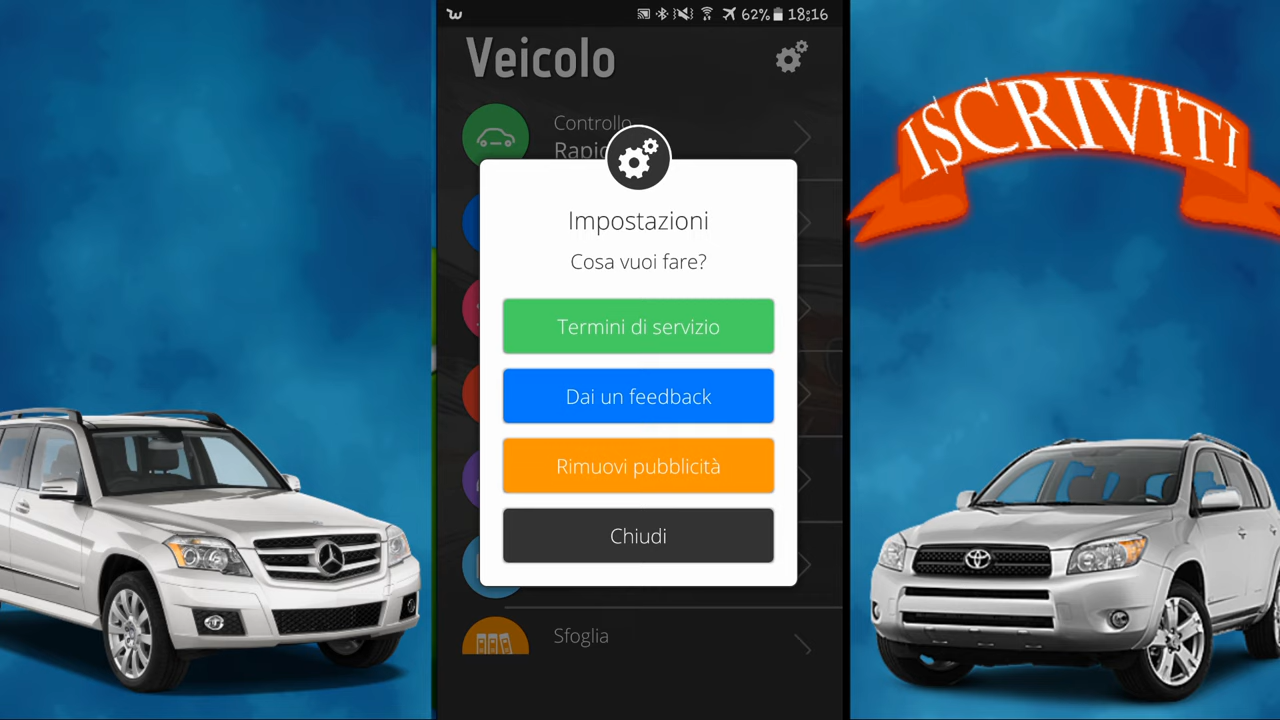 62% 18:16
Veicolo
Controllo
Impostazioni
Cosa vuoi fare?
Termini di servizio
Dai un feedback
Rimuovi pubblicità
Chiudi
Sfoglia
ISCRIVITI